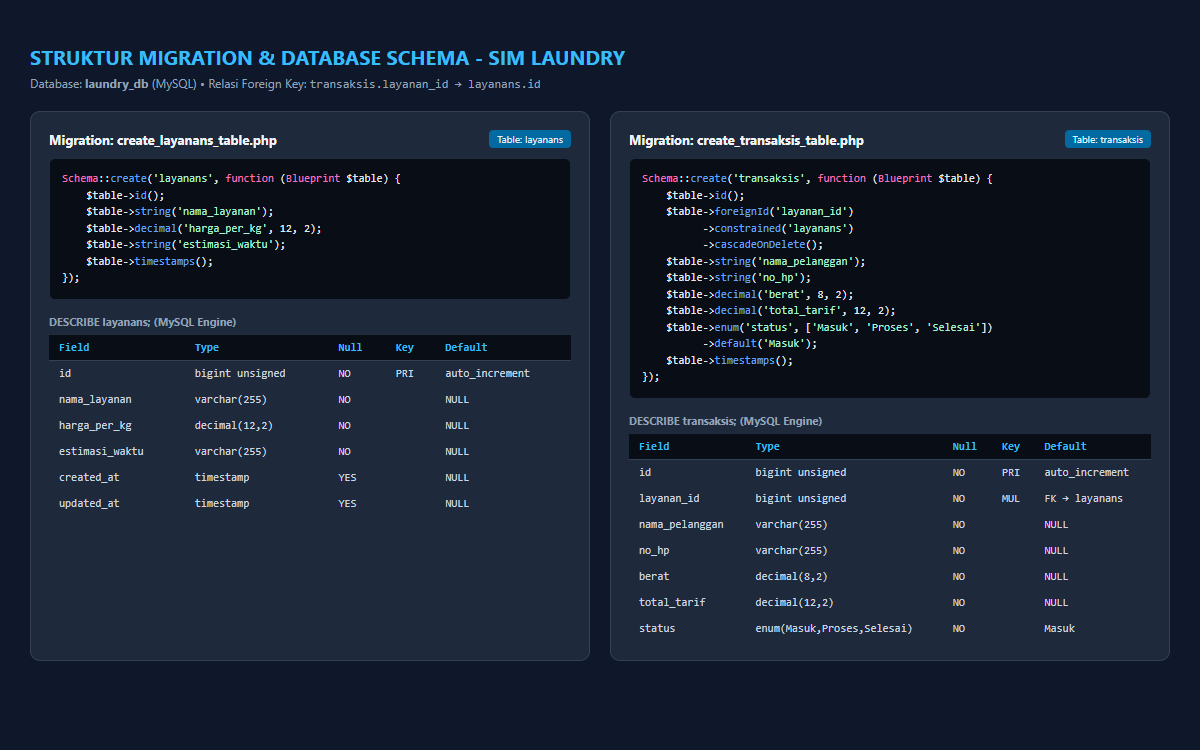 STRUKTUR MIGRATION & DATABASE SCHEMA - SIM LAUNDRY
Database: laundry_db (MySQL) • Relasi Foreign Key: transaksis.layanan_id → layanans.id
Migration: create_layanans_table.php
Table: layanans
Schema::create('layanans', function (Blueprint $table) {
    $table->id();
    $table->string('nama_layanan');
    $table->decimal('harga_per_kg', 12, 2);
    $table->string('estimasi_waktu');
    $table->timestamps();
});
DESCRIBE layanans; (MySQL Engine)
Field Type Null Key Default
id bigint unsigned NO PRI auto_increment
nama_layanan varchar(255) NO NULL
harga_per_kg decimal(12,2) NO NULL
estimasi_waktu varchar(255) NO NULL
created_at timestamp YES NULL
updated_at timestamp YES NULL
Migration: create_transaksis_table.php
Table: transaksis
Schema::create('transaksis', function (Blueprint $table) {
    $table->id();
    $table->foreignId('layanan_id')
          ->constrained('layanans')
          ->cascadeOnDelete();
    $table->string('nama_pelanggan');
    $table->string('no_hp');
    $table->decimal('berat', 8, 2);
    $table->decimal('total_tarif', 12, 2);
    $table->enum('status', ['Masuk', 'Proses', 'Selesai'])
          ->default('Masuk');
    $table->timestamps();
});
DESCRIBE transaksis; (MySQL Engine)
Field Type Null Key Default
id bigint unsigned NO PRI auto_increment
layanan_id bigint unsigned NO MUL FK → layanans
nama_pelanggan varchar(255) NO NULL
no_hp varchar(255) NO NULL
berat decimal(8,2) NO NULL
total_tarif decimal(12,2) NO NULL
status enum(Masuk,Proses,Selesai) NO Masuk